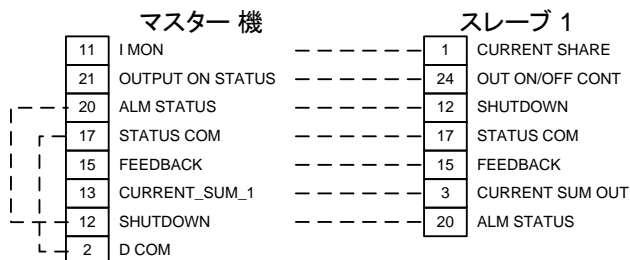 マスター 機 スレーブ 1
11 I MON 1 CURRENT SHARE
21 OUTPUT ON STATUS 24 OUT ON/OFF CONT
20 ALM STATUS 12 SHUTDOWN
17 STATUS COM 17 STATUS COM
15 FEEDBACK 15 FEEDBACK
13 CURRENT_SUM_1 3 CURRENT SUM OUT
12 SHUTDOWN 20 ALM STATUS
2 D COM